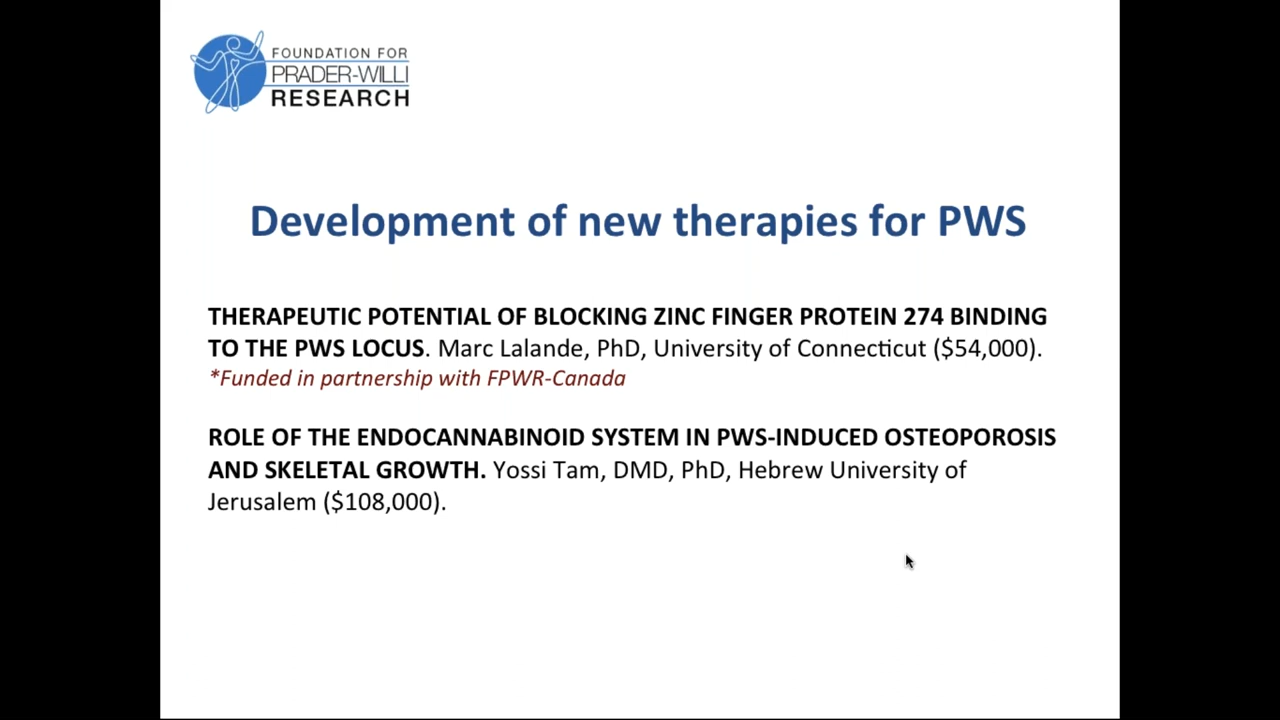 FOUNDATION FOR
PRADER-WILLI
RESEARCH
Development of new therapies for PWS
THERAPEUTIC POTENTIAL OF BLOCKING ZINC FINGER PROTEIN 274 BINDING
TO THE PWS LOCUS. Marc Lalande, PhD, University of Connecticut ($54,000).
*Funded in partnership with FPWR-Canada
ROLE OF THE ENDOCANNABINOID SYSTEM IN PWS-INDUCED OSTEOPOROSIS
AND SKELETAL GROWTH. Yossi Tam, DMD, PhD, Hebrew University of
Jerusalem ($108,000).